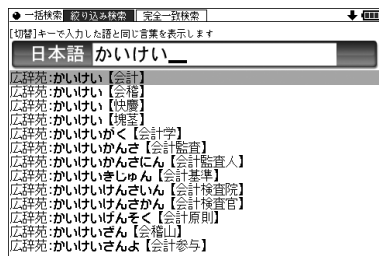 一括検索 絞り込み検索 完全一致検索
[切替]キーで入力した語と同じ言葉を表示します
日本語 かいけい__
広辞苑:かいけい【会計】
広辞苑:かいけい【会稽】
広辞苑:かいけい【快慶】
広辞苑:かいけい【塊茎】
広辞苑:かいけいがく【会計学】
広辞苑:かいけいかんさ【会計監査】
広辞苑:かいけいかんさにん【会計監査人】
広辞苑:かいけいきじゅん【会計基準】
広辞苑:かいけいけんさいん【会計検査院】
広辞苑:かいけいけんさかん【会計検査官】
広辞苑:かいけいげんそく【会計原則】
広辞苑:かいけいざん【会稽山】
広辞苑:かいけいさんよ【会計参与】